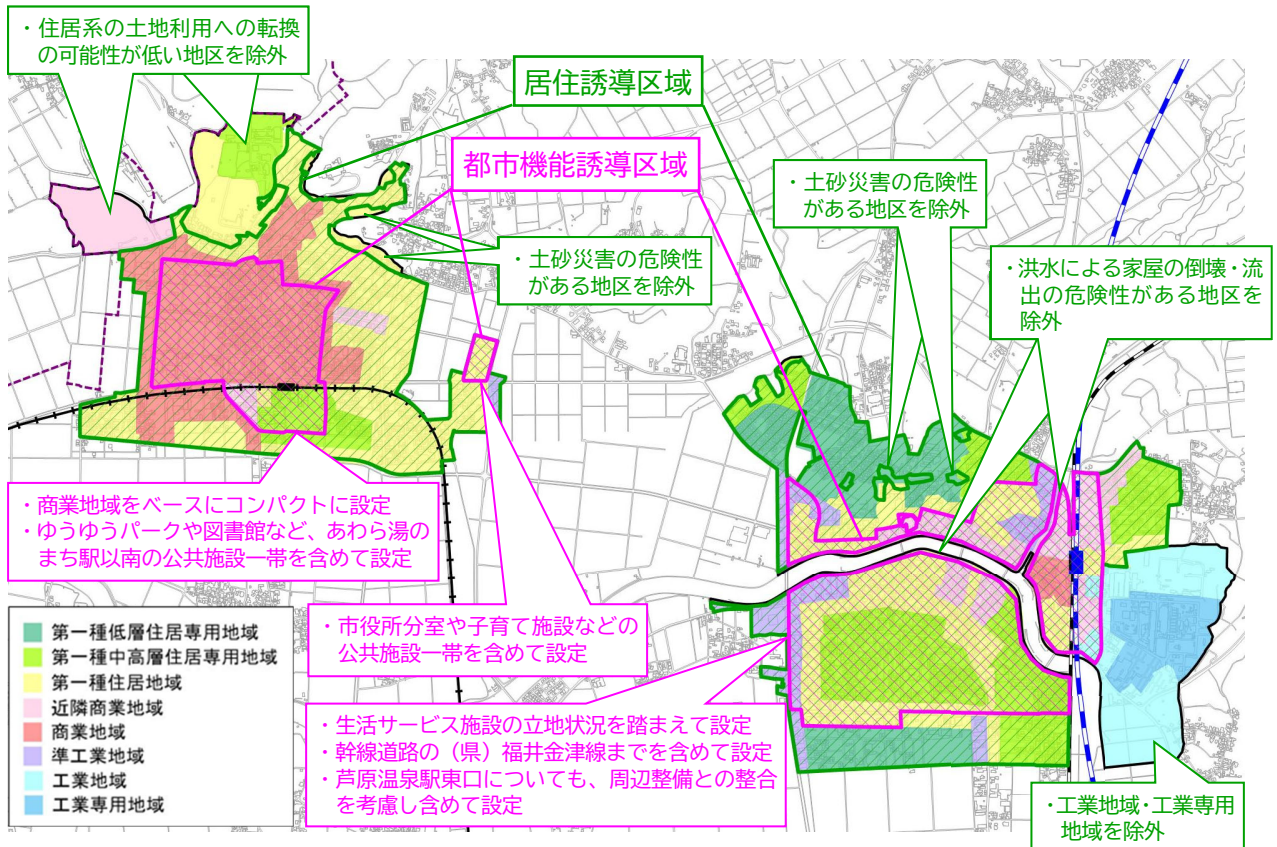 ・住居系の土地利用への転換
の可能性が低い地区を除外
居住誘導区域
都市機能誘導区域
・土砂災害の危険性
がある地区を除外
・土砂災害の危険性
がある地区を除外
・洪水による家屋の倒壊・流
出の危険性がある地区を
除外
・商業地域をベースにコンパクトに設定
・ゆうゆうパークや図書館など、あわら湯の
まち駅以南の公共施設一帯を含めて設定
・市役所分室や子育て施設などの
公共施設一帯を含めて設定
・生活サービス施設の立地状況を踏まえて設定
・幹線道路の（県）福井金津線までを含めて設定
・芦原温泉駅東口についても、周辺整備との整合
を考慮し含めて設定
・工業地域・工業専用
地域を除外
第一種低層住居専用地域
第一種中高層住居専用地域
第一種住居地域
近隣商業地域
商業地域
準工業地域
工業地域
工業専用地域